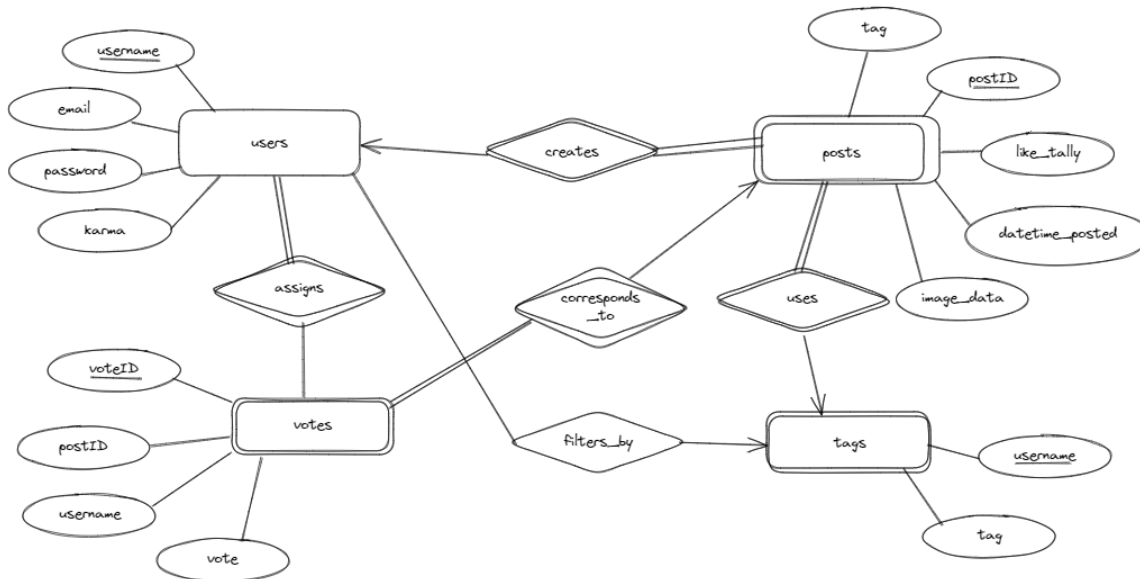 tag
username
postID
email
users
creates
posts
like_tally
password
karma
datetime_posted
assigns
corresponds
_to
uses
image_data
voteID
votes
postID
filters_by
tags
username
username
tag
vote